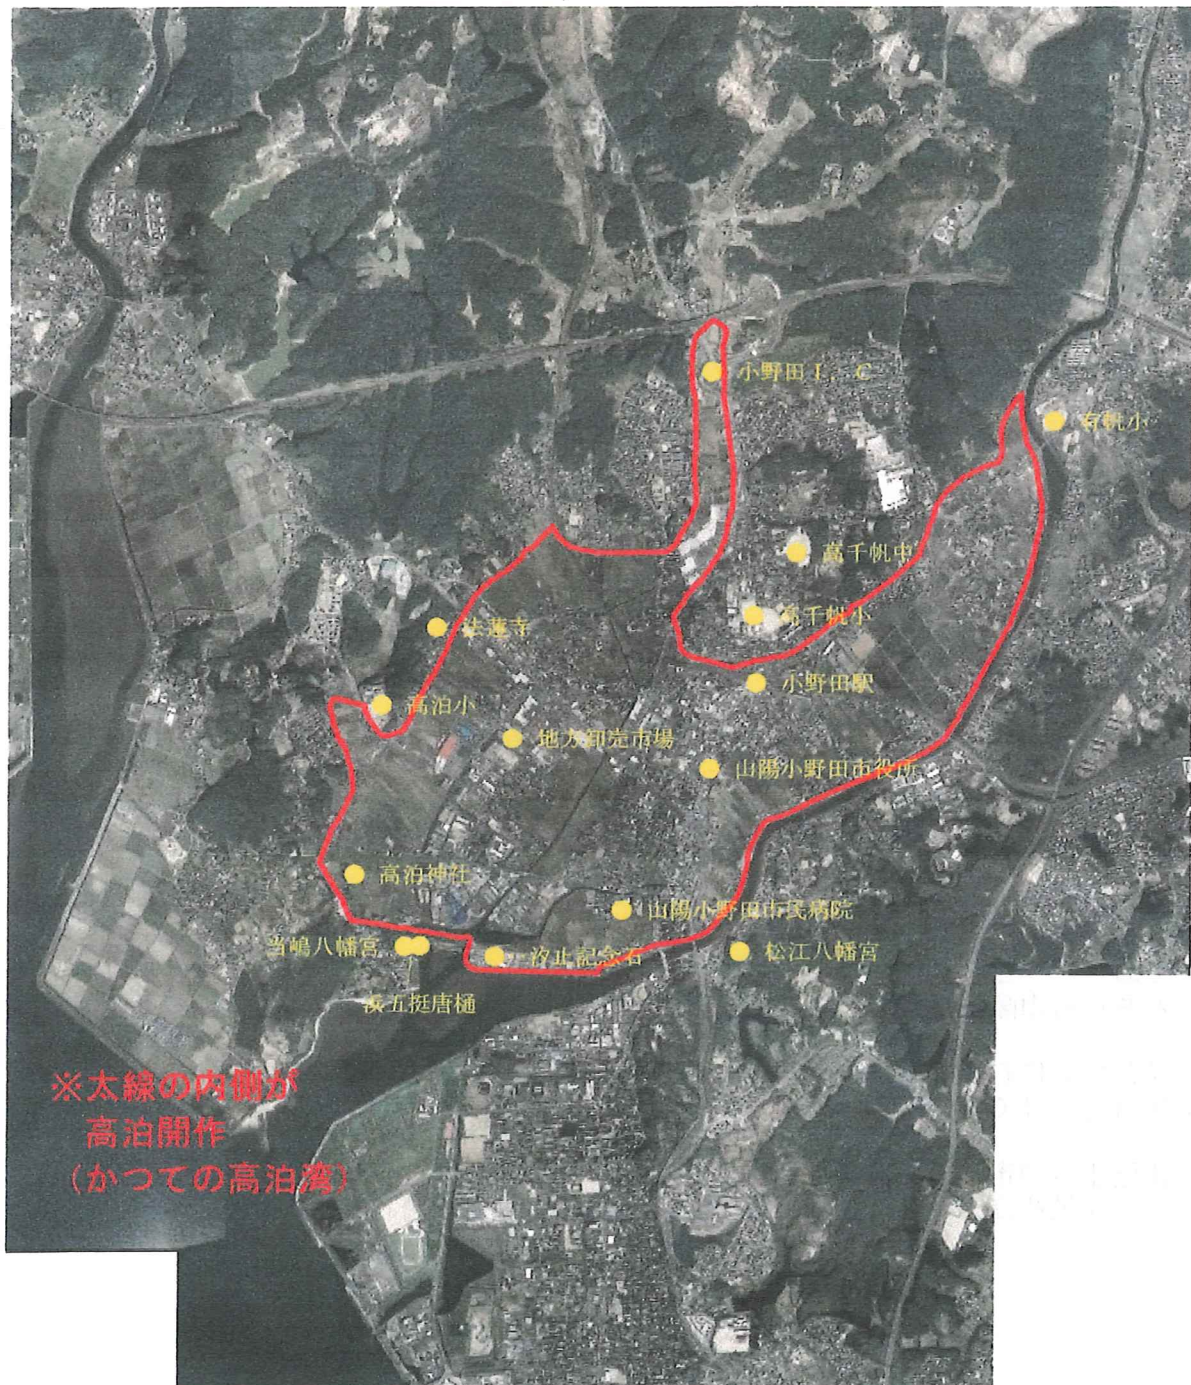 小野田Ｉ．Ｃ
有帆小
高千帆中
高千帆小
法蓮寺
小野田駅
高泊小
地方卸売市場
山陽小野田市役所
高泊神社
山陽小野田市民病院
当嶋八幡宮
汐止記念石
松江八幡宮
浜五挺唐樋
※太線の内側が
高泊開作
（かつての高泊湾）